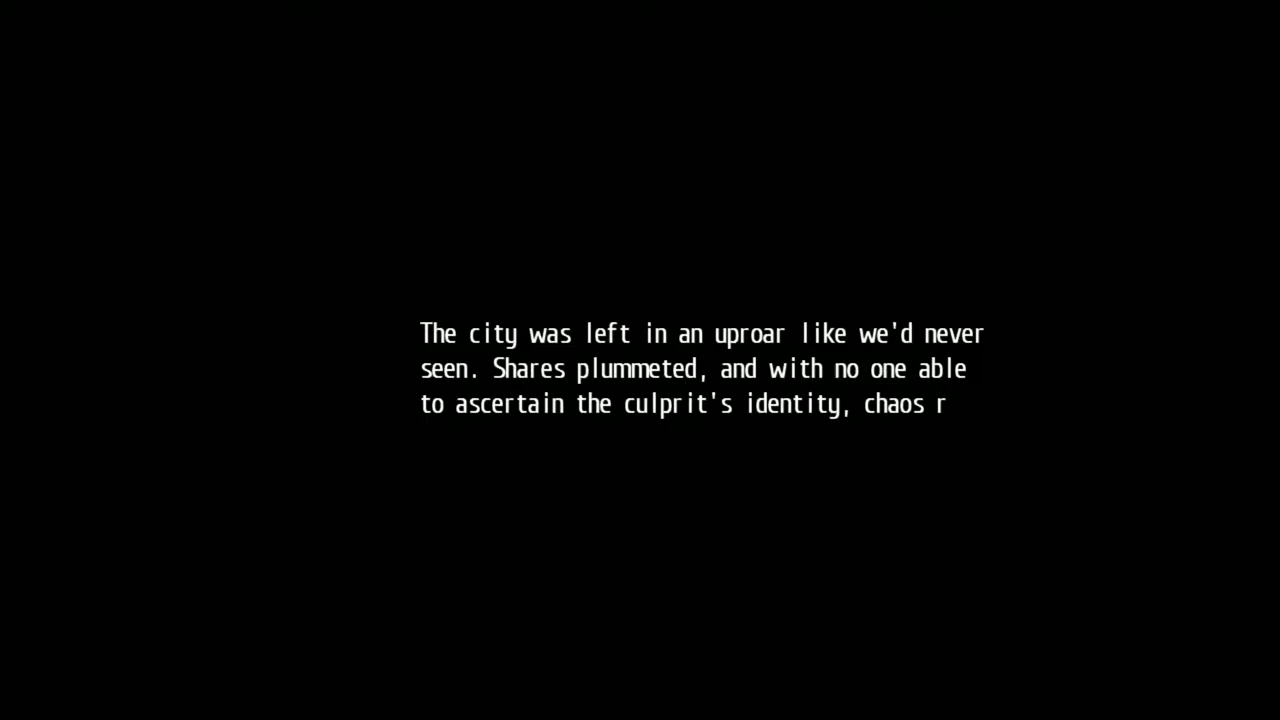 The city was left in an uproar like we'd never
seen. Shares plummeted, and with no one able
to ascertain the culprit's identity, chaos r